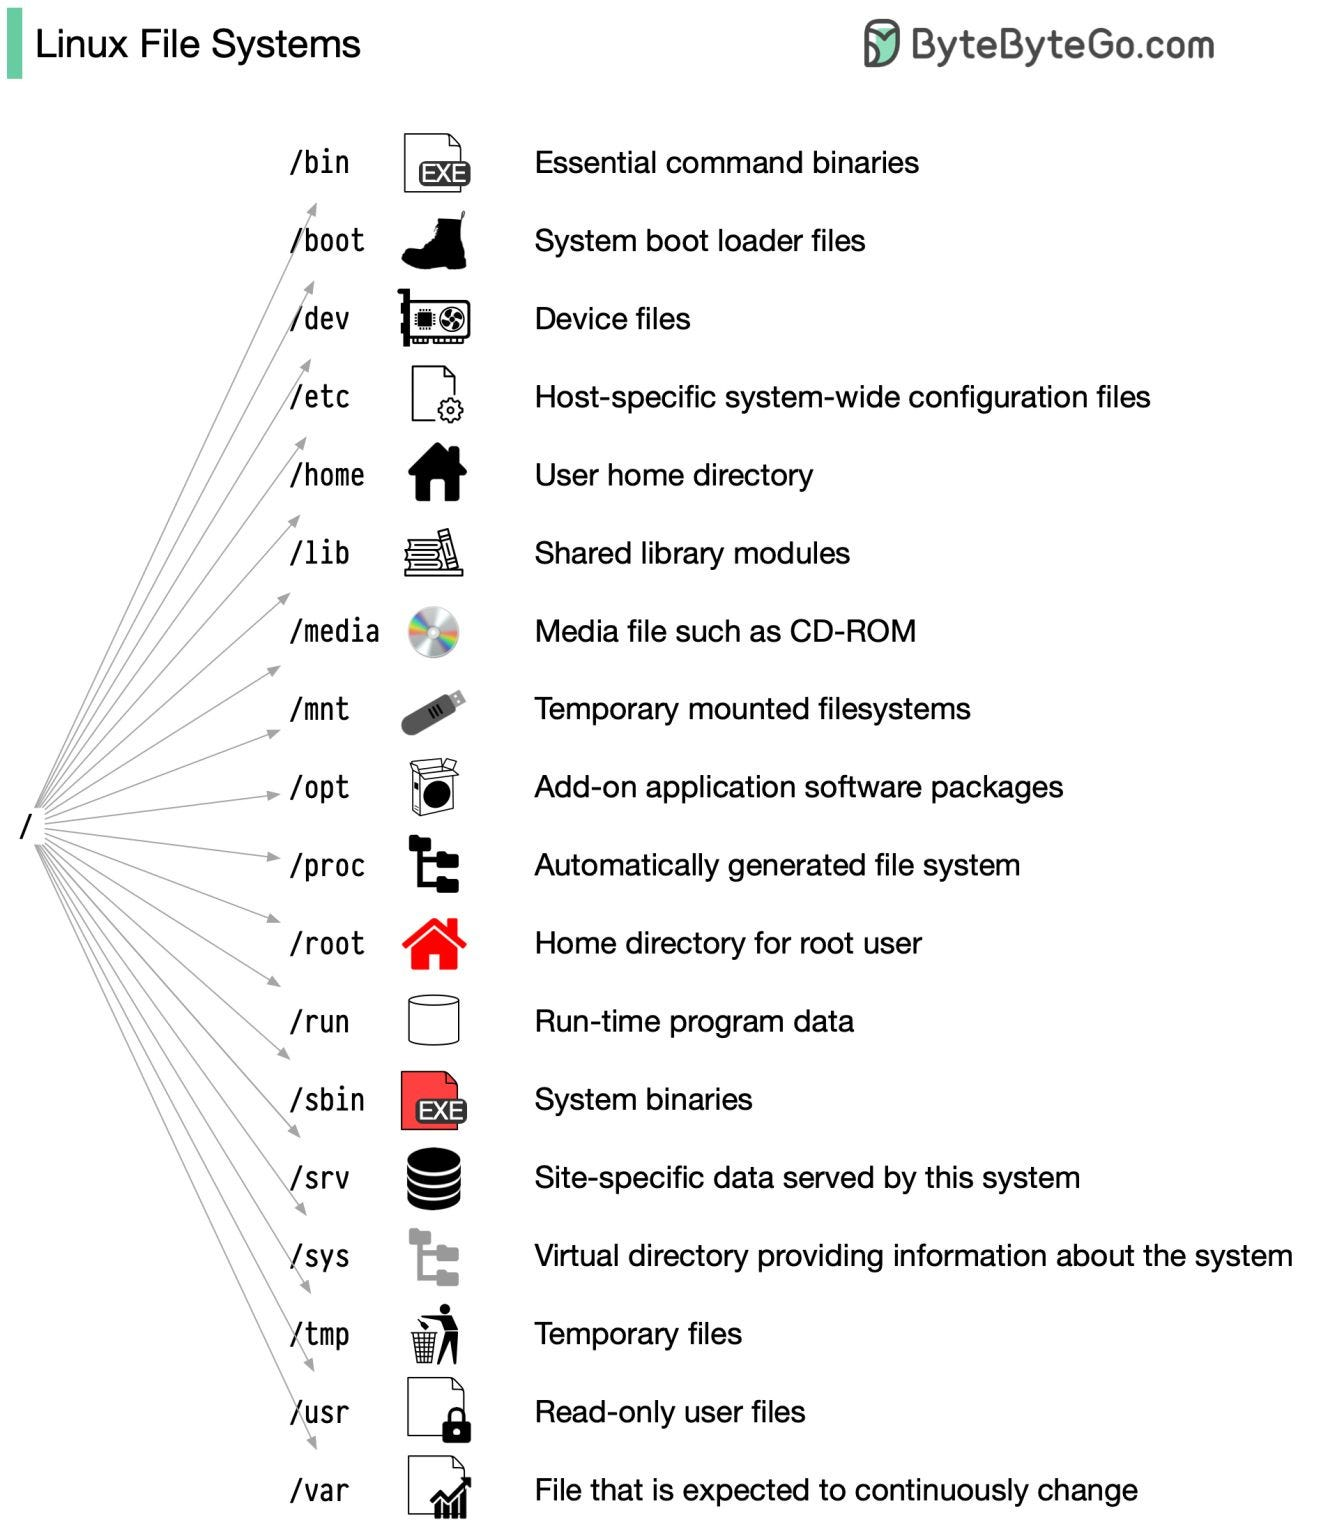 Linux File Systems
ByteByteGo.com
/bin EXE Essential command binaries
/boot System boot loader files
/dev Device files
/etc Host-specific system-wide configuration files
/home User home directory
/lib Shared library modules
/media Media file such as CD-ROM
/mnt Temporary mounted filesystems
/opt Add-on application software packages
/
/proc Automatically generated file system
/root Home directory for root user
/run Run-time program data
/sbin EXE System binaries
/srv Site-specific data served by this system
/sys Virtual directory providing information about the system
/tmp Temporary files
/usr Read-only user files
/var File that is expected to continuously change